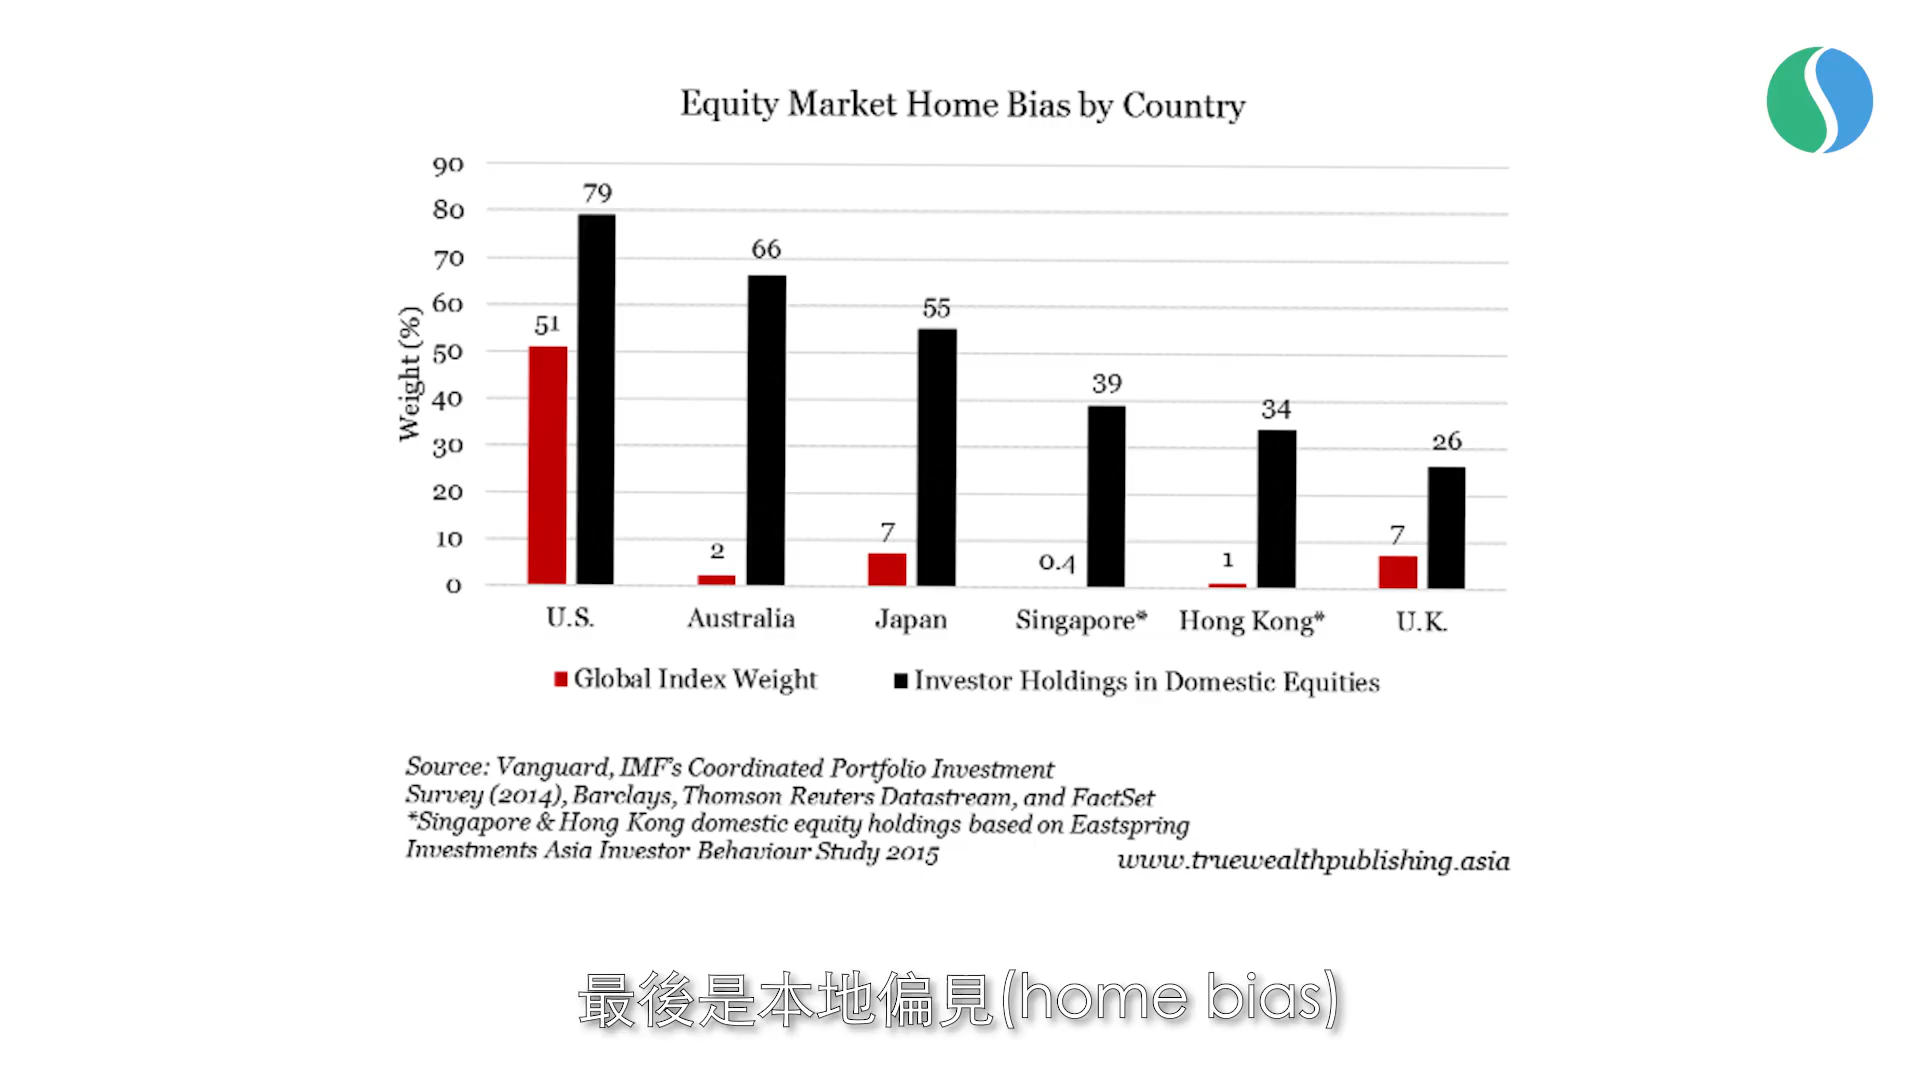 Equity Market Home Bias by Country
Weight (%)
90
80
70
60
50
40
30
20
10
0
51
79
2
66
7
55
0.4
39
1
34
7
26
U.S.
Australia
Japan
Singapore*
Hong Kong*
U.K.
Global Index Weight
Investor Holdings in Domestic Equities
Source: Vanguard, IMF's Coordinated Portfolio Investment
Survey (2014), Barclays, Thomson Reuters Datastream, and FactSet
*Singapore & Hong Kong domestic equity holdings based on Eastspring
Investments Asia Investor Behaviour Study 2015
www.truewealthpublishing.asia
最後是本地偏見(home bias)